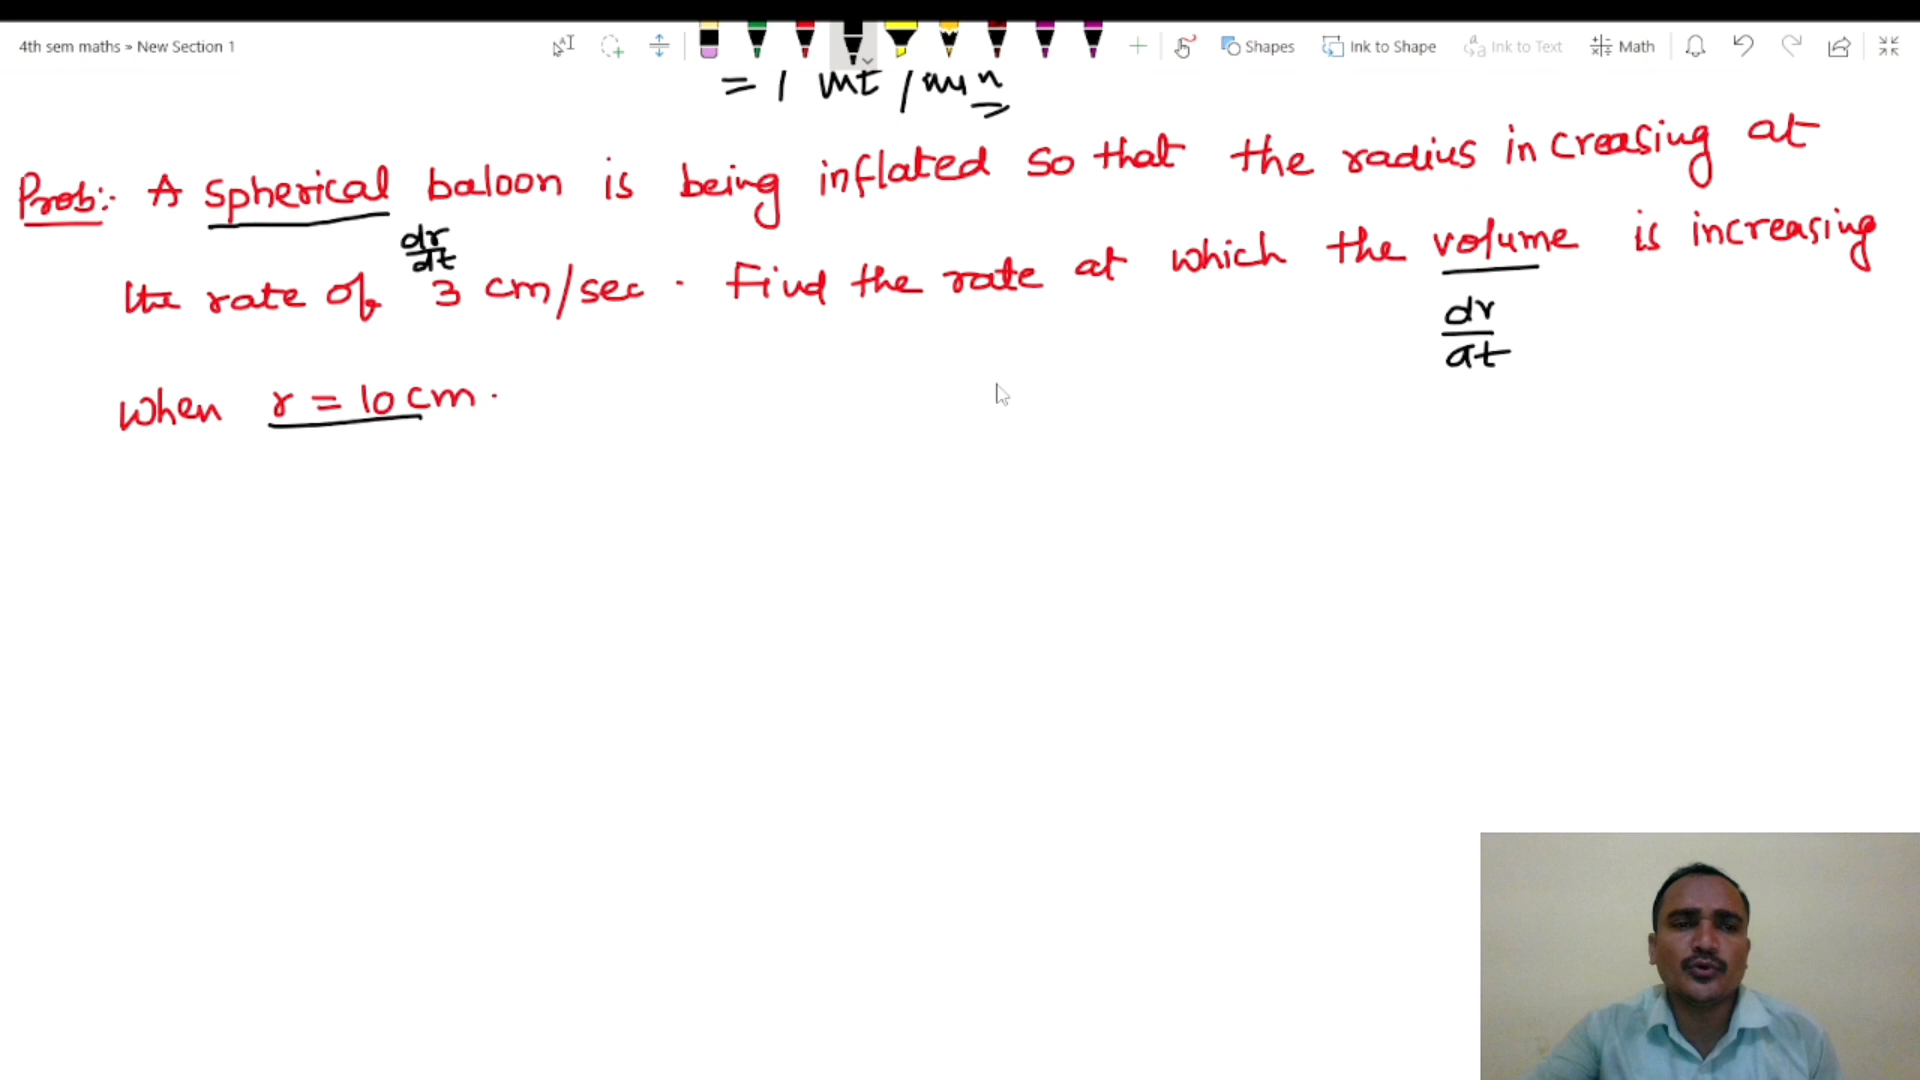 4th sem maths » New Section 1
Shapes Ink to Shape Ink to Text Math
= 1 mt / min
Prob:- A spherical baloon is being inflated so that the radius increasing at
dr
dt
the rate of 3 cm/sec. Find the rate at which the volume is increasing
dv
dt
when r = 10 cm.